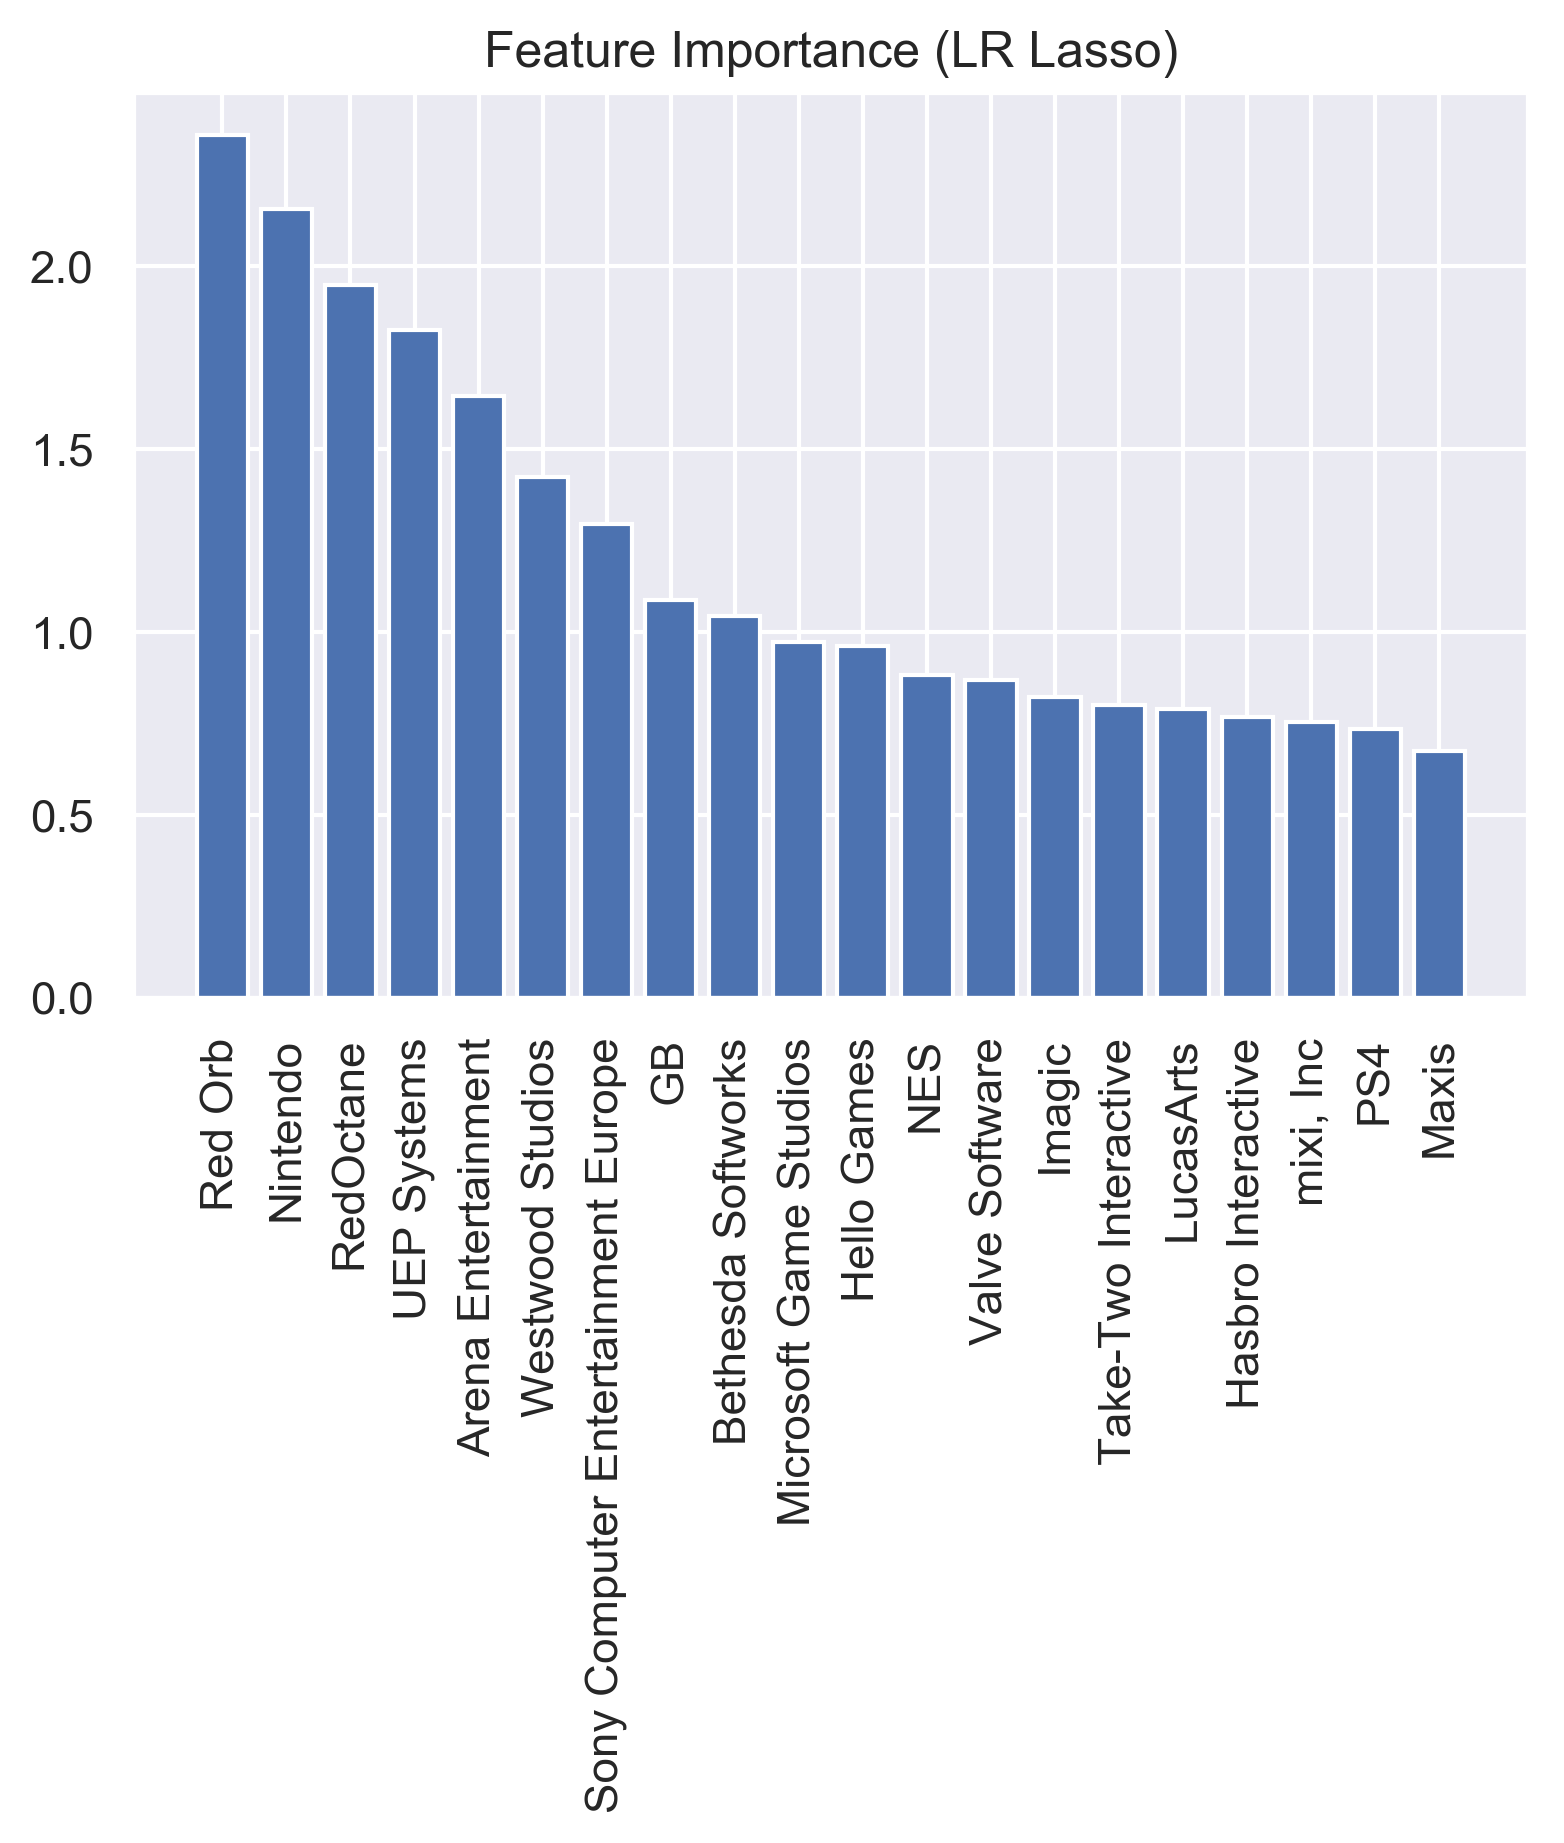 Feature Importance (LR Lasso)
2.0
1.5
1.0
0.5
0.0
Red Orb
Nintendo
RedOctane
UEP Systems
Arena Entertainment
Westwood Studios
Sony Computer Entertainment Europe
GB
Bethesda Softworks
Microsoft Game Studios
Hello Games
NES
Valve Software
Imagic
Take-Two Interactive
LucasArts
Hasbro Interactive
mixi, Inc
PS4
Maxis